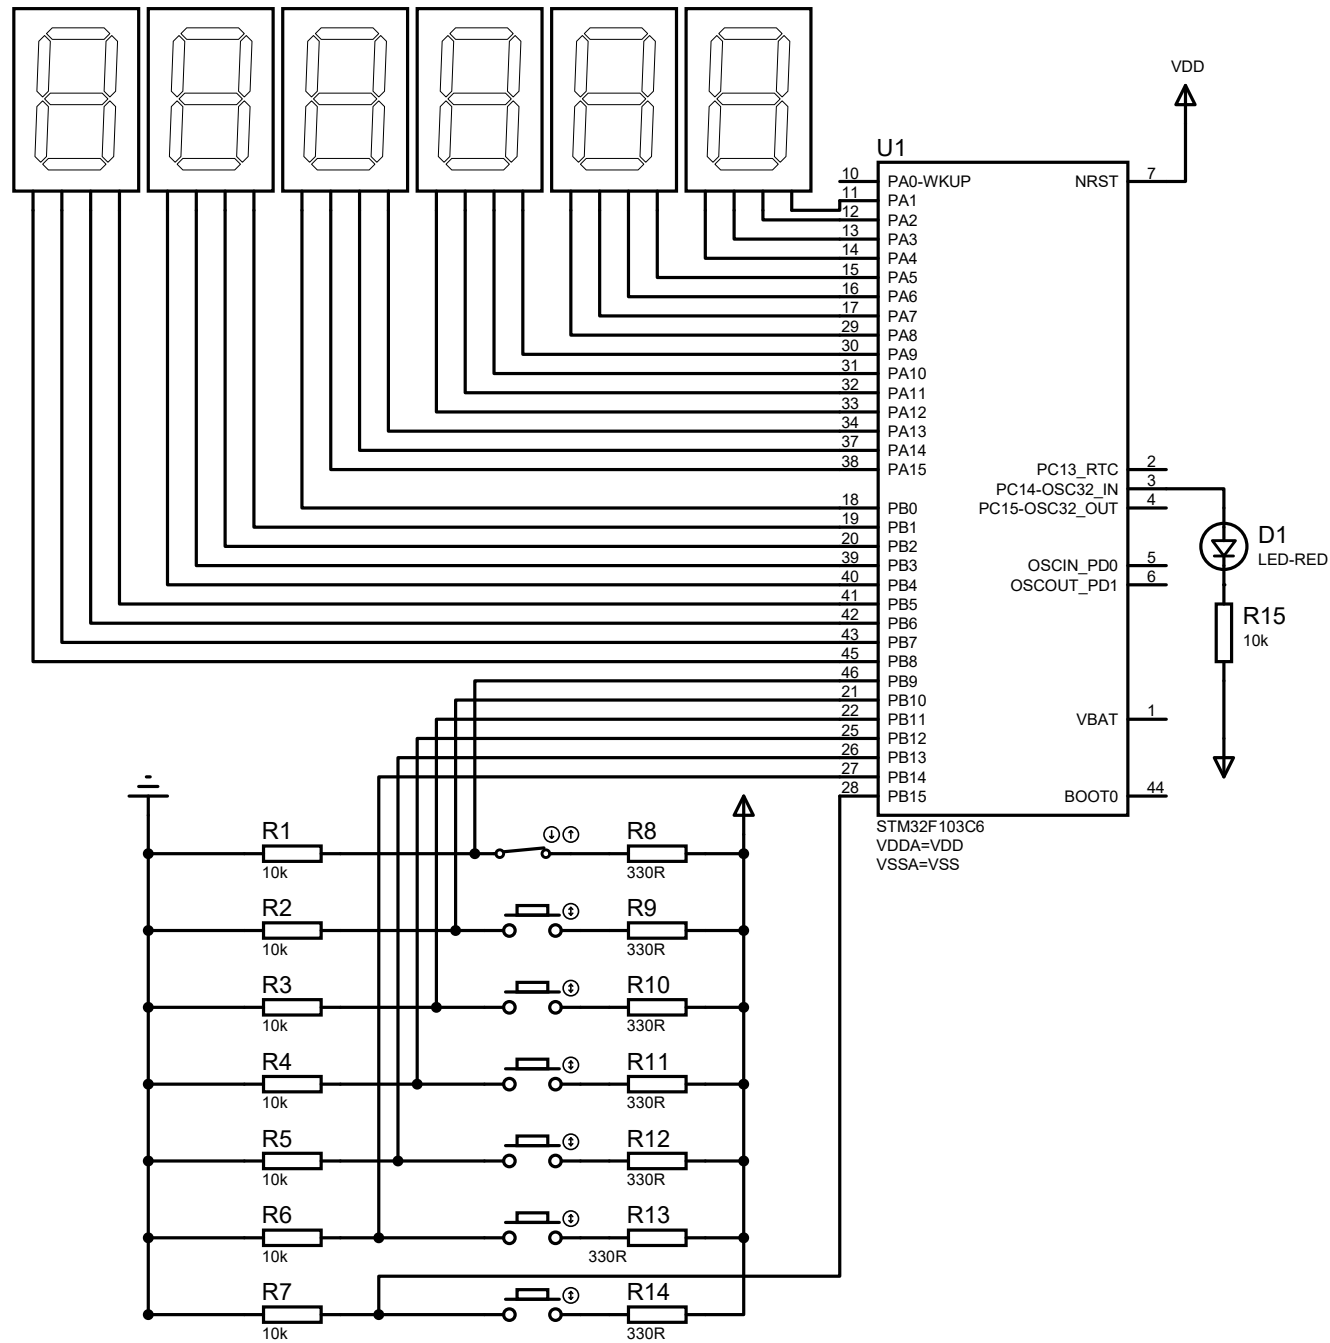 VDD
U1
10 PA0-WKUP NRST 7
11 PA1
12 PA2
13 PA3
14 PA4
15 PA5
16 PA6
17 PA7
29 PA8
30 PA9
31 PA10
32 PA11
33 PA12
34 PA13
37 PA14
38 PA15 PC13_RTC 2
PC14-OSC32_IN 3
18 PB0 PC15-OSC32_OUT 4
19 PB1
20 PB2
39 PB3 OSCIN_PD0 5
40 PB4 OSCOUT_PD1 6
41 PB5
42 PB6
43 PB7
45 PB8
46 PB9
21 PB10
22 PB11 VBAT 1
25 PB12
26 PB13
27 PB14
28 PB15 BOOT0 44
STM32F103C6
VDDA=VDD
VSSA=VSS
D1
LED-RED
R15
10k
R1 R8
10k 330R
R2 R9
10k 330R
R3 R10
10k 330R
R4 R11
10k 330R
R5 R12
10k 330R
R6 R13
10k 330R
R7 R14
10k 330R